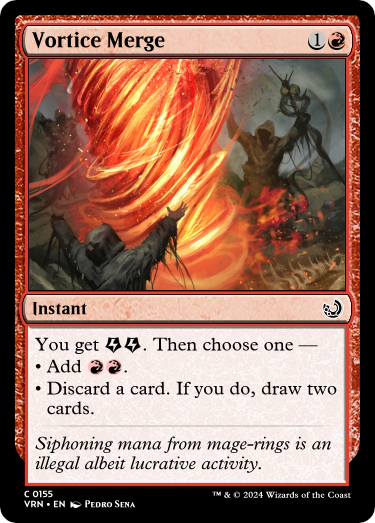 Vortice Merge 1
Instant
You get. Then choose one —
• Add.
• Discard a card. If you do, draw two
cards.
Siphoning mana from mage-rings is an
illegal albeit lucrative activity.
C 0155
VRN • EN Pedro Sena
™ & © 2024 Wizards of the Coast